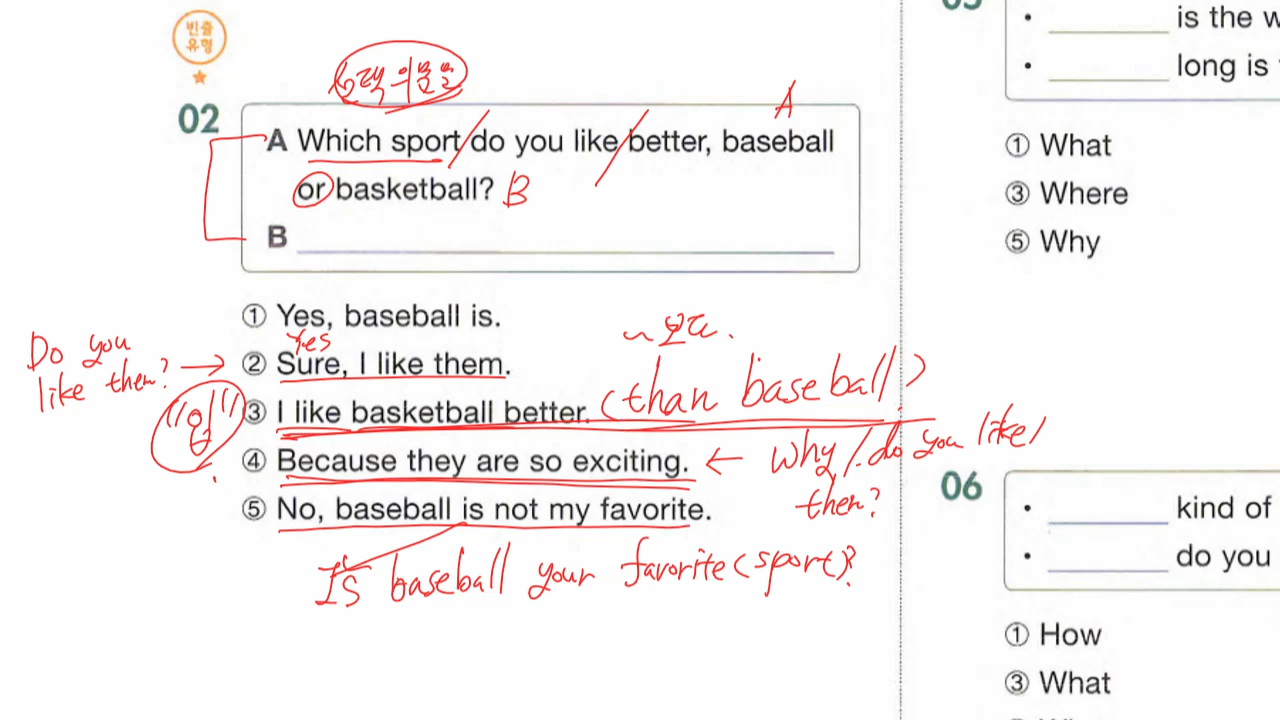 빈출
유형
선택 의문문
02
A
A Which sport do you like better, baseball
or basketball? B
B
① Yes, baseball is.
Yes
Do you
like them? → ② Sure, I like them.
~보다.
③ I like basketball better. (than baseball)
④ Because they are so exciting. ← Why / do you like /
them?
⑤ No, baseball is not my favorite.
Is baseball your favorite (sport)?
is the w
long is
① What
③ Where
⑤ Why
06
kind of
do you
① How
③ What